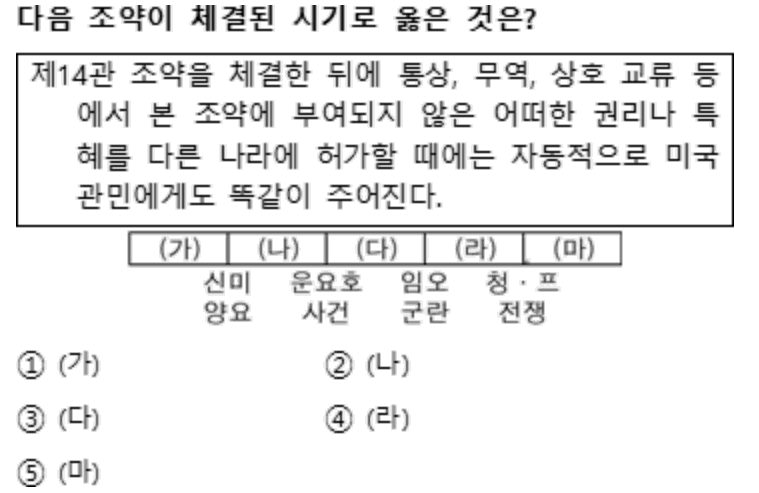 다음 조약이 체결된 시기로 옳은 것은?
제14관 조약을 체결한 뒤에 통상, 무역, 상호 교류 등
에서 본 조약에 부여되지 않은 어떠한 권리나 특
혜를 다른 나라에 허가할 때에는 자동적으로 미국
관민에게도 똑같이 주어진다.
(가) (나) (다) (라) (마)
신미 운요호 임오 청·프
양요 사건 군란 전쟁
① (가) ② (나)
③ (다) ④ (라)
⑤ (마)